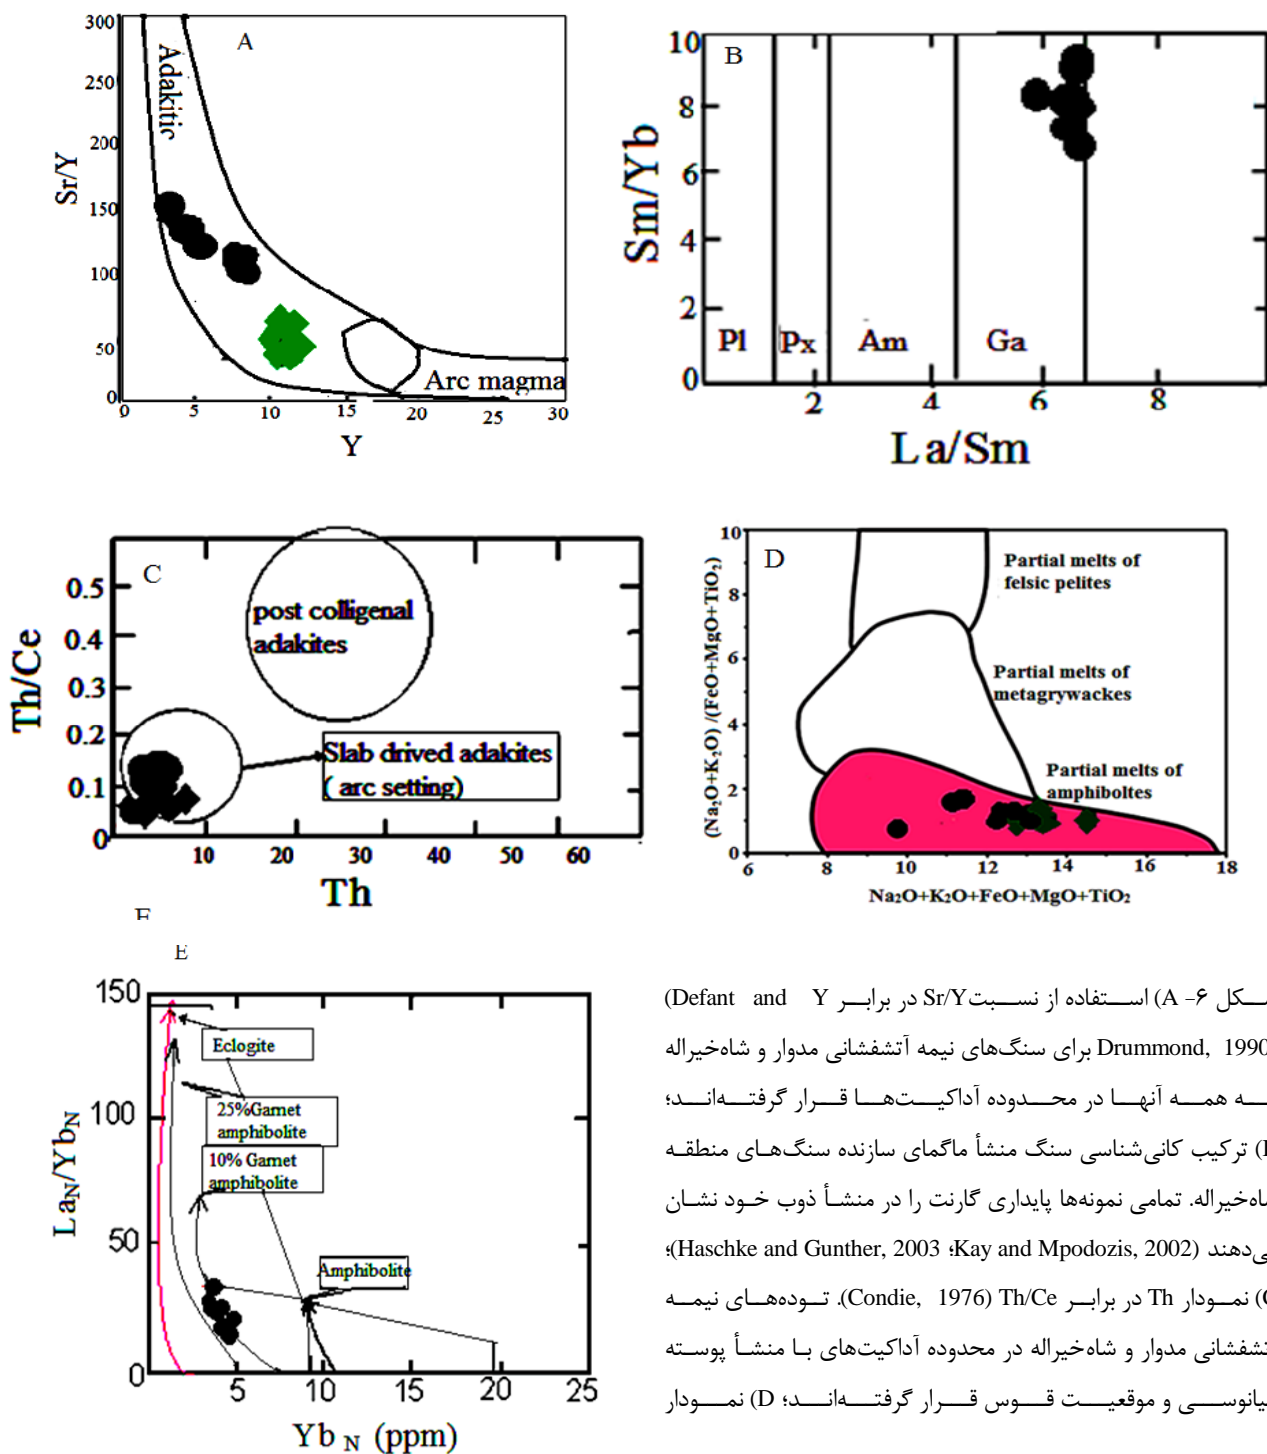 A
Adakitic
300
250
200
150
100
50
0
Sr/Y
0 5 10 15 20 25 30
Arc magma
Y
B
10
8
6
4
2
0
Sm/Yb
Pl Px Am Ga
2 4 6 8
La/Sm
C
0.5
0.4
0.3
0.2
0.1
0
Th/Ce
post colligenal
adakites
Slab drived adakites
( arc setting)
10 20 30 40 50 60
Th
D
10
8
6
4
2
0
(Na2O+K2O) /(FeO+MgO+TiO2)
Partial melts of
felsic pelites
Partial melts of
metagrywackes
Partial melts of
amphiboltes
6 8 10 12 14 16 18
Na2O+K2O+FeO+MgO+TiO2
E
150
100
50
0
LaN/YbN
Eclogite
25%Gamet
amphibolite
10% Gamet
amphibolite
Amphibolite
5 10 15 20 25
Yb N (ppm)
۶- A) استفاده از نسبت Sr/Y در برابر Y (Defant and
Drummond, 1990 برای سنگ‌های نیمه آتشفشانی مدوار و شاه‌خیراله
همه آنها در محدوده آداکیت‌ها قرار گرفته‌اند؛
ترکیب کانی‌شناسی سنگ منشأ ماگمای سازنده سنگ‌های منطقه
تمامی نمونه‌ها پایداری گارنت را در منشأ ذوب خود نشان
(Haschke and Gunther, 2003 ؛Kay and Mpodozis, 2002)؛
نمودار Th در برابر Th/Ce (Condie, 1976). توده‌های نیمه
مدوار و شاه‌خیراله در محدوده آداکیت‌های با منشأ پوسته
و موقعیت قوس قرار گرفته‌اند؛ D) نمودار